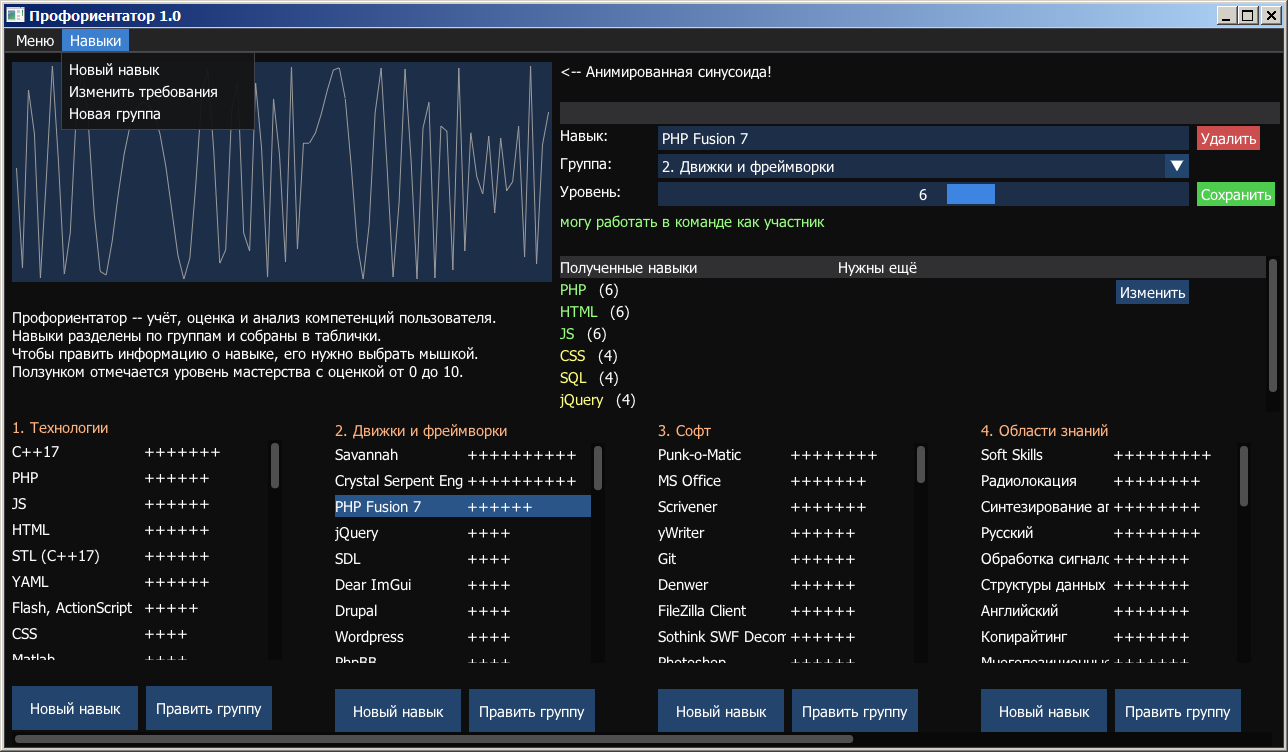 Профориентатор 1.0
Меню Навыки
Новый навык
Изменить требования
Новая группа
<-- Анимированная синусоида!
Навык: PHP Fusion 7 Удалить
Группа: 2. Движки и фреймворки
Уровень: 6 Сохранить
могу работать в команде как участник
Полученные навыки Нужны ещё
PHP (6) Изменить
HTML (6)
JS (6)
CSS (4)
SQL (4)
jQuery (4)
Профориентатор -- учёт, оценка и анализ компетенций пользователя.
Навыки разделены по группам и собраны в таблички.
Чтобы править информацию о навыке, его нужно выбрать мышкой.
Ползунком отмечается уровень мастерства с оценкой от 0 до 10.
1. Технологии
C++17 +++++++
PHP ++++++
JS ++++++
HTML ++++++
STL (C++17) ++++++
YAML ++++++
Flash, ActionScript +++++
CSS ++++
Matlab ++++
Новый навык Править группу
2. Движки и фреймворки
Savannah ++++++++++
Crystal Serpent Eng ++++++++++
PHP Fusion 7 ++++++
jQuery ++++
SDL ++++
Dear ImGui ++++
Drupal ++++
Wordpress ++++
PhpBB ++++
Новый навык Править группу
3. Софт
Punk-o-Matic ++++++++
MS Office +++++++
Scrivener +++++++
yWriter ++++++
Git ++++++
Denwer ++++++
FileZilla Client ++++++
Sothink SWF Decom ++++++
Photoshop ++++++
Новый навык Править группу
4. Области знаний
Soft Skills +++++++++
Радиолокация ++++++++
Синтезирование ап ++++++++
Русский ++++++++
Обработка сигнало +++++++
Структуры данных +++++++
Английский +++++++
Копирайтинг +++++++
Многопозиционные +++++++
Новый навык Править группу